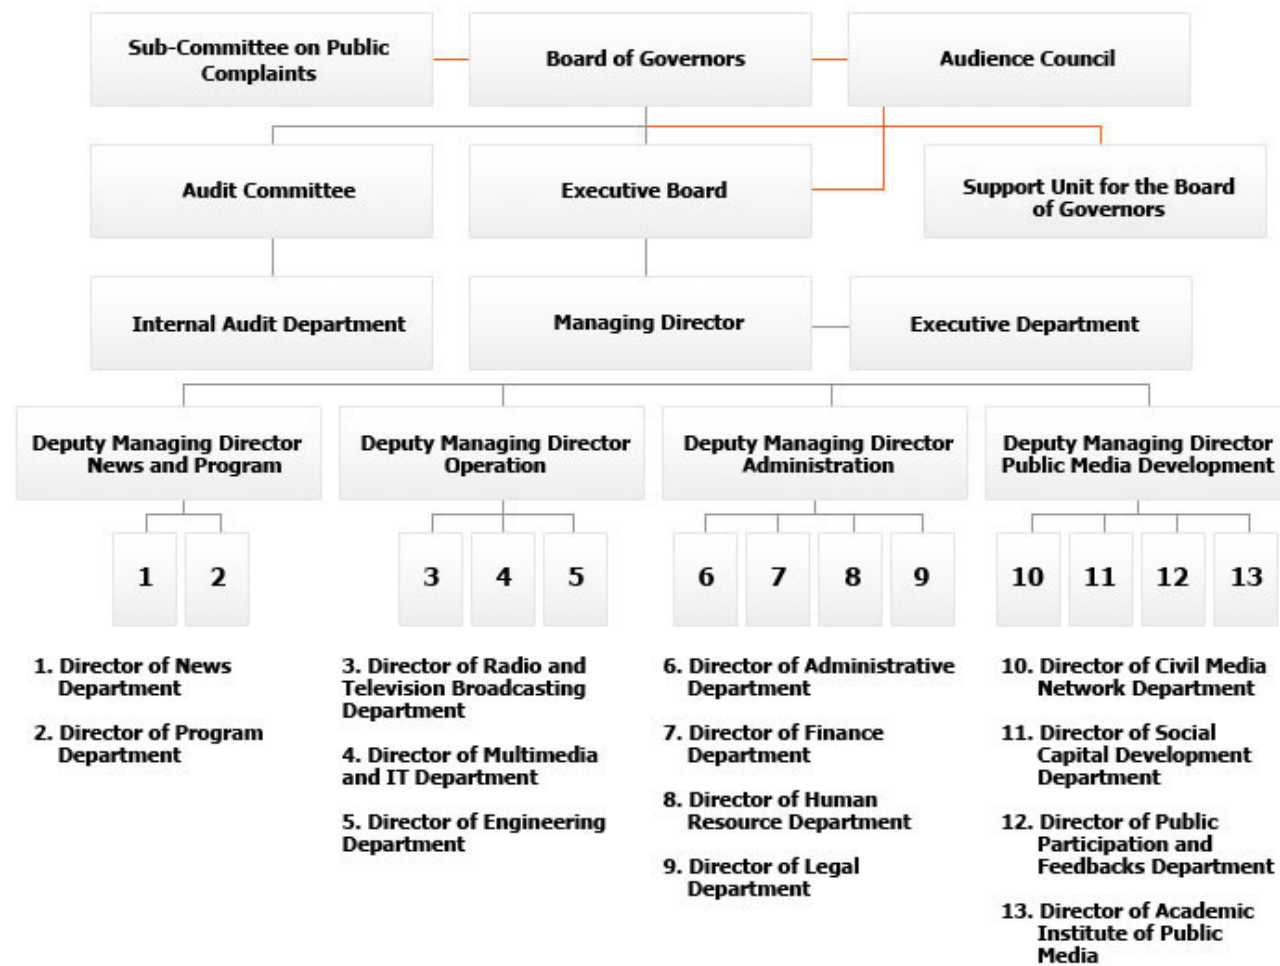 Sub-Committee on Public
Complaints
Board of Governors
Audience Council
Audit Committee
Executive Board
Support Unit for the Board
of Governors
Internal Audit Department
Managing Director
Executive Department
Deputy Managing Director
News and Program
Deputy Managing Director
Operation
Deputy Managing Director
Administration
Deputy Managing Director
Public Media Development
1
2
3
4
5
6
7
8
9
10
11
12
13
1. Director of News
Department
2. Director of Program
Department
3. Director of Radio and
Television Broadcasting
Department
4. Director of Multimedia
and IT Department
5. Director of Engineering
Department
6. Director of Administrative
Department
7. Director of Finance
Department
8. Director of Human
Resource Department
9. Director of Legal
Department
10. Director of Civil Media
Network Department
11. Director of Social
Capital Development
Department
12. Director of Public
Participation and
Feedbacks Department
13. Director of Academic
Institute of Public
Media